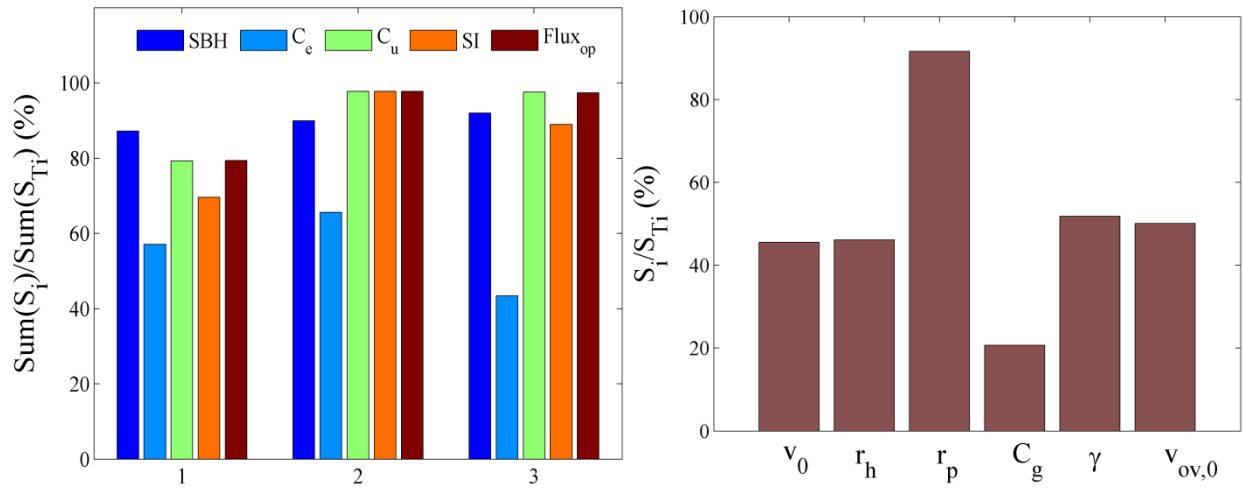 Sum(S_i)/Sum(S_Ti) (%)
SBH C_e C_u SI Flux_op
100
80
60
40
20
0
1 2 3
S_i/S_Ti (%)
100
80
60
40
20
0
v_0 r_h r_p C_g γ v_ov,0